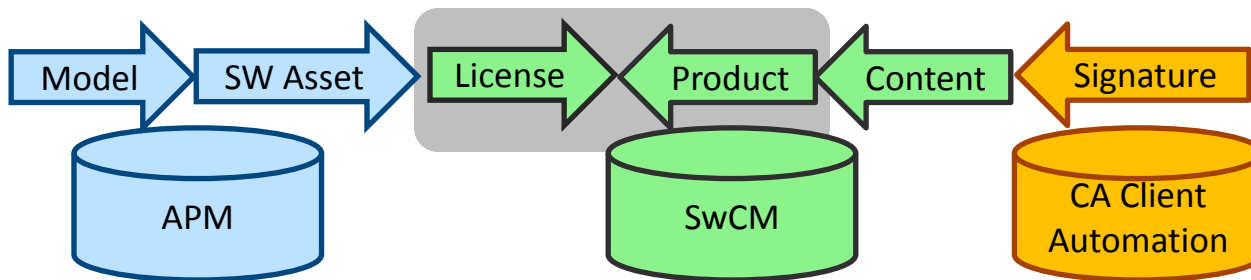 Model
SW Asset
License
Product
Content
Signature
APM
SwCM
CA Client
Automation